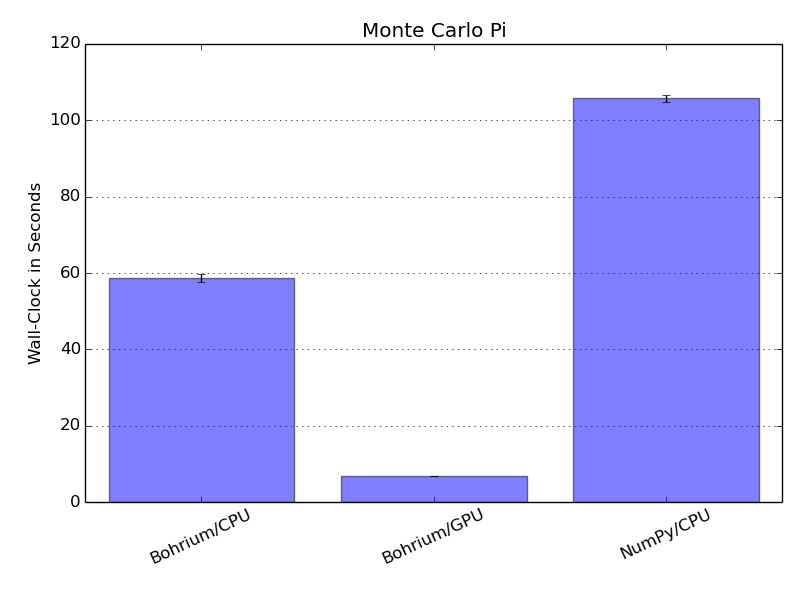 Monte Carlo Pi
120
100
80
60
40
20
0
Wall-Clock in Seconds
Bohrium/CPU
Bohrium/GPU
NumPy/CPU